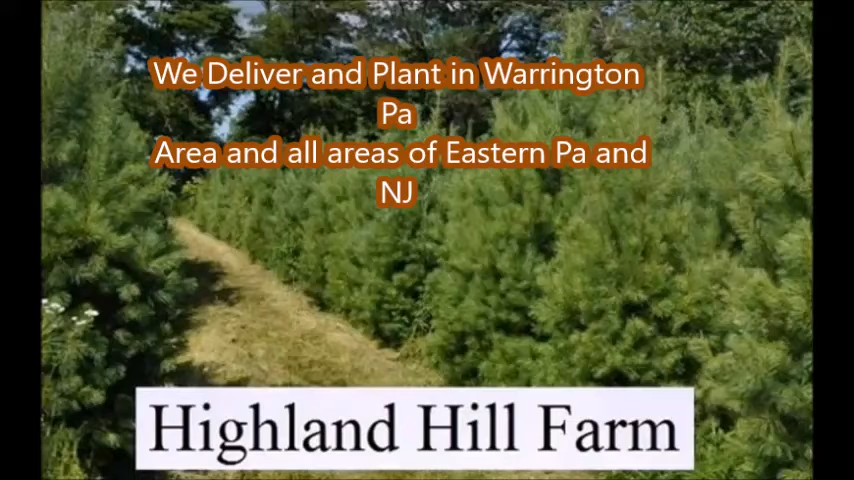 We Deliver and Plant in Warrington
Pa
Area and all areas of Eastern Pa and
NJ
Highland Hill Farm